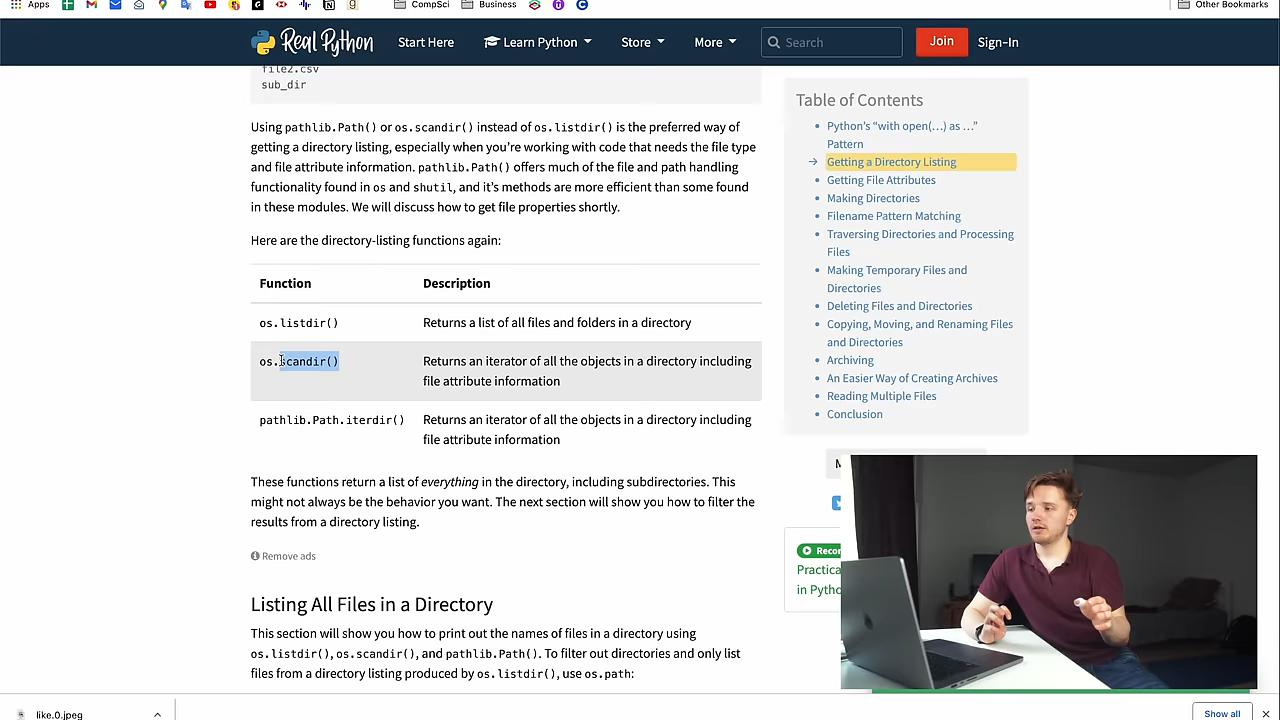 Apps
CompSci
Business
Other Bookmarks
Real Python
Start Here
Learn Python
Store
More
Search
Join
Sign-In
file2.csv
sub_dir
Using pathlib.Path() or os.scandir() instead of os.listdir() is the preferred way of
getting a directory listing, especially when you're working with code that needs the file type
and file attribute information. pathlib.Path() offers much of the file and path handling
functionality found in os and shutil, and it's methods are more efficient than some found
in these modules. We will discuss how to get file properties shortly.
Here are the directory-listing functions again:
Function Description
os.listdir() Returns a list of all files and folders in a directory
os.scandir() Returns an iterator of all the objects in a directory including
file attribute information
pathlib.Path.iterdir() Returns an iterator of all the objects in a directory including
file attribute information
These functions return a list of everything in the directory, including subdirectories. This
might not always be the behavior you want. The next section will show you how to filter the
results from a directory listing.
Remove ads
Listing All Files in a Directory
This section will show you how to print out the names of files in a directory using
os.listdir(), os.scandir(), and pathlib.Path(). To filter out directories and only list
files from a directory listing produced by os.listdir(), use os.path:
Table of Contents
Python's “with open(…) as …”
Pattern
Getting a Directory Listing
Getting File Attributes
Making Directories
Filename Pattern Matching
Traversing Directories and Processing
Files
Making Temporary Files and
Directories
Deleting Files and Directories
Copying, Moving, and Renaming Files
and Directories
Archiving
An Easier Way of Creating Archives
Reading Multiple Files
Conclusion
M
Recor
Practica
in Pytho
like.0.jpeg
Show all